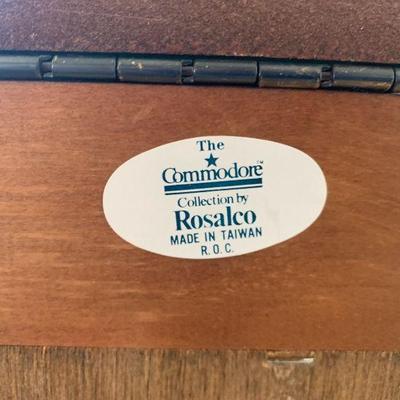 The
Commodore™
Collection by
Rosalco
MADE IN TAIWAN
R. O. C.